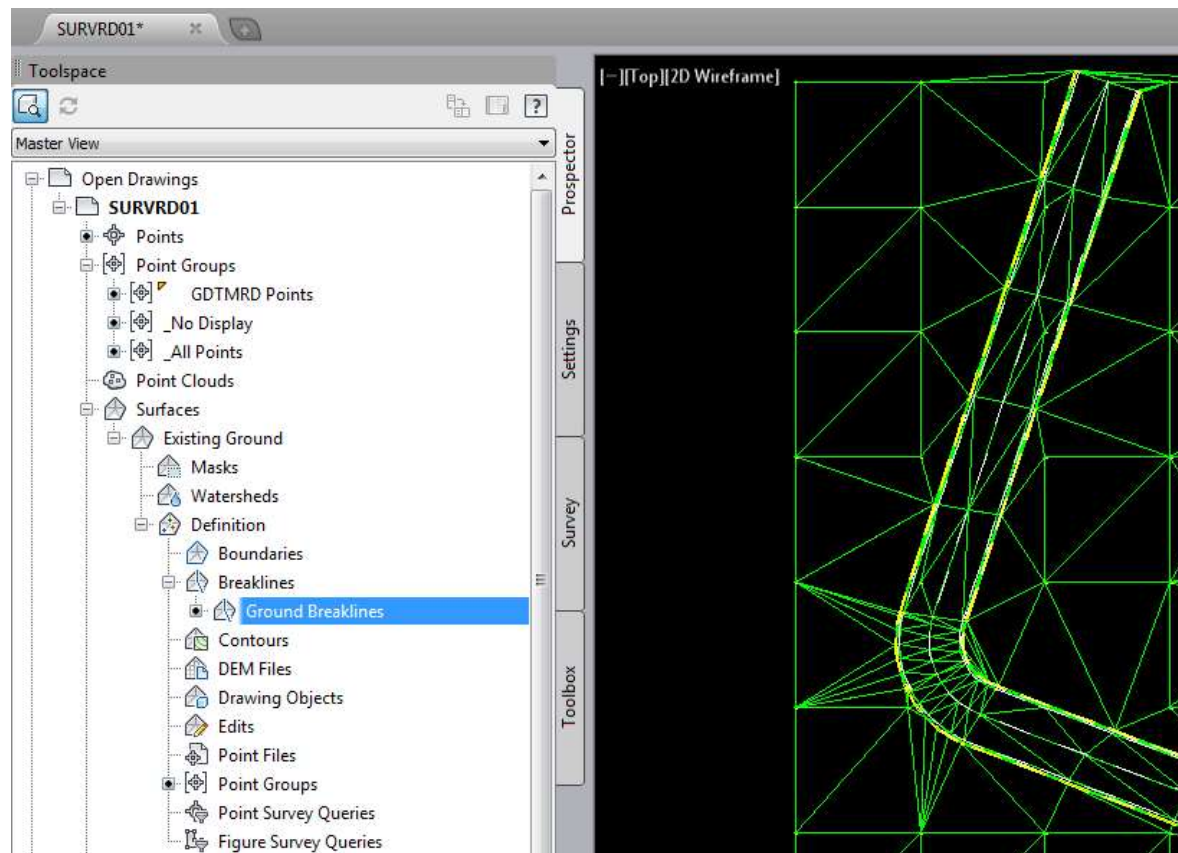 SURVRD01*
Toolspace
[−][Top][2D Wireframe]
?
Master View
Open Drawings
SURVRD01
Points
Point Groups
GDTMRD Points
_No Display
_All Points
Point Clouds
Surfaces
Existing Ground
Masks
Watersheds
Definition
Boundaries
Breaklines
Ground Breaklines
Contours
DEM Files
Drawing Objects
Edits
Point Files
Point Groups
Point Survey Queries
Figure Survey Queries
Prospector
Settings
Survey
Toolbox